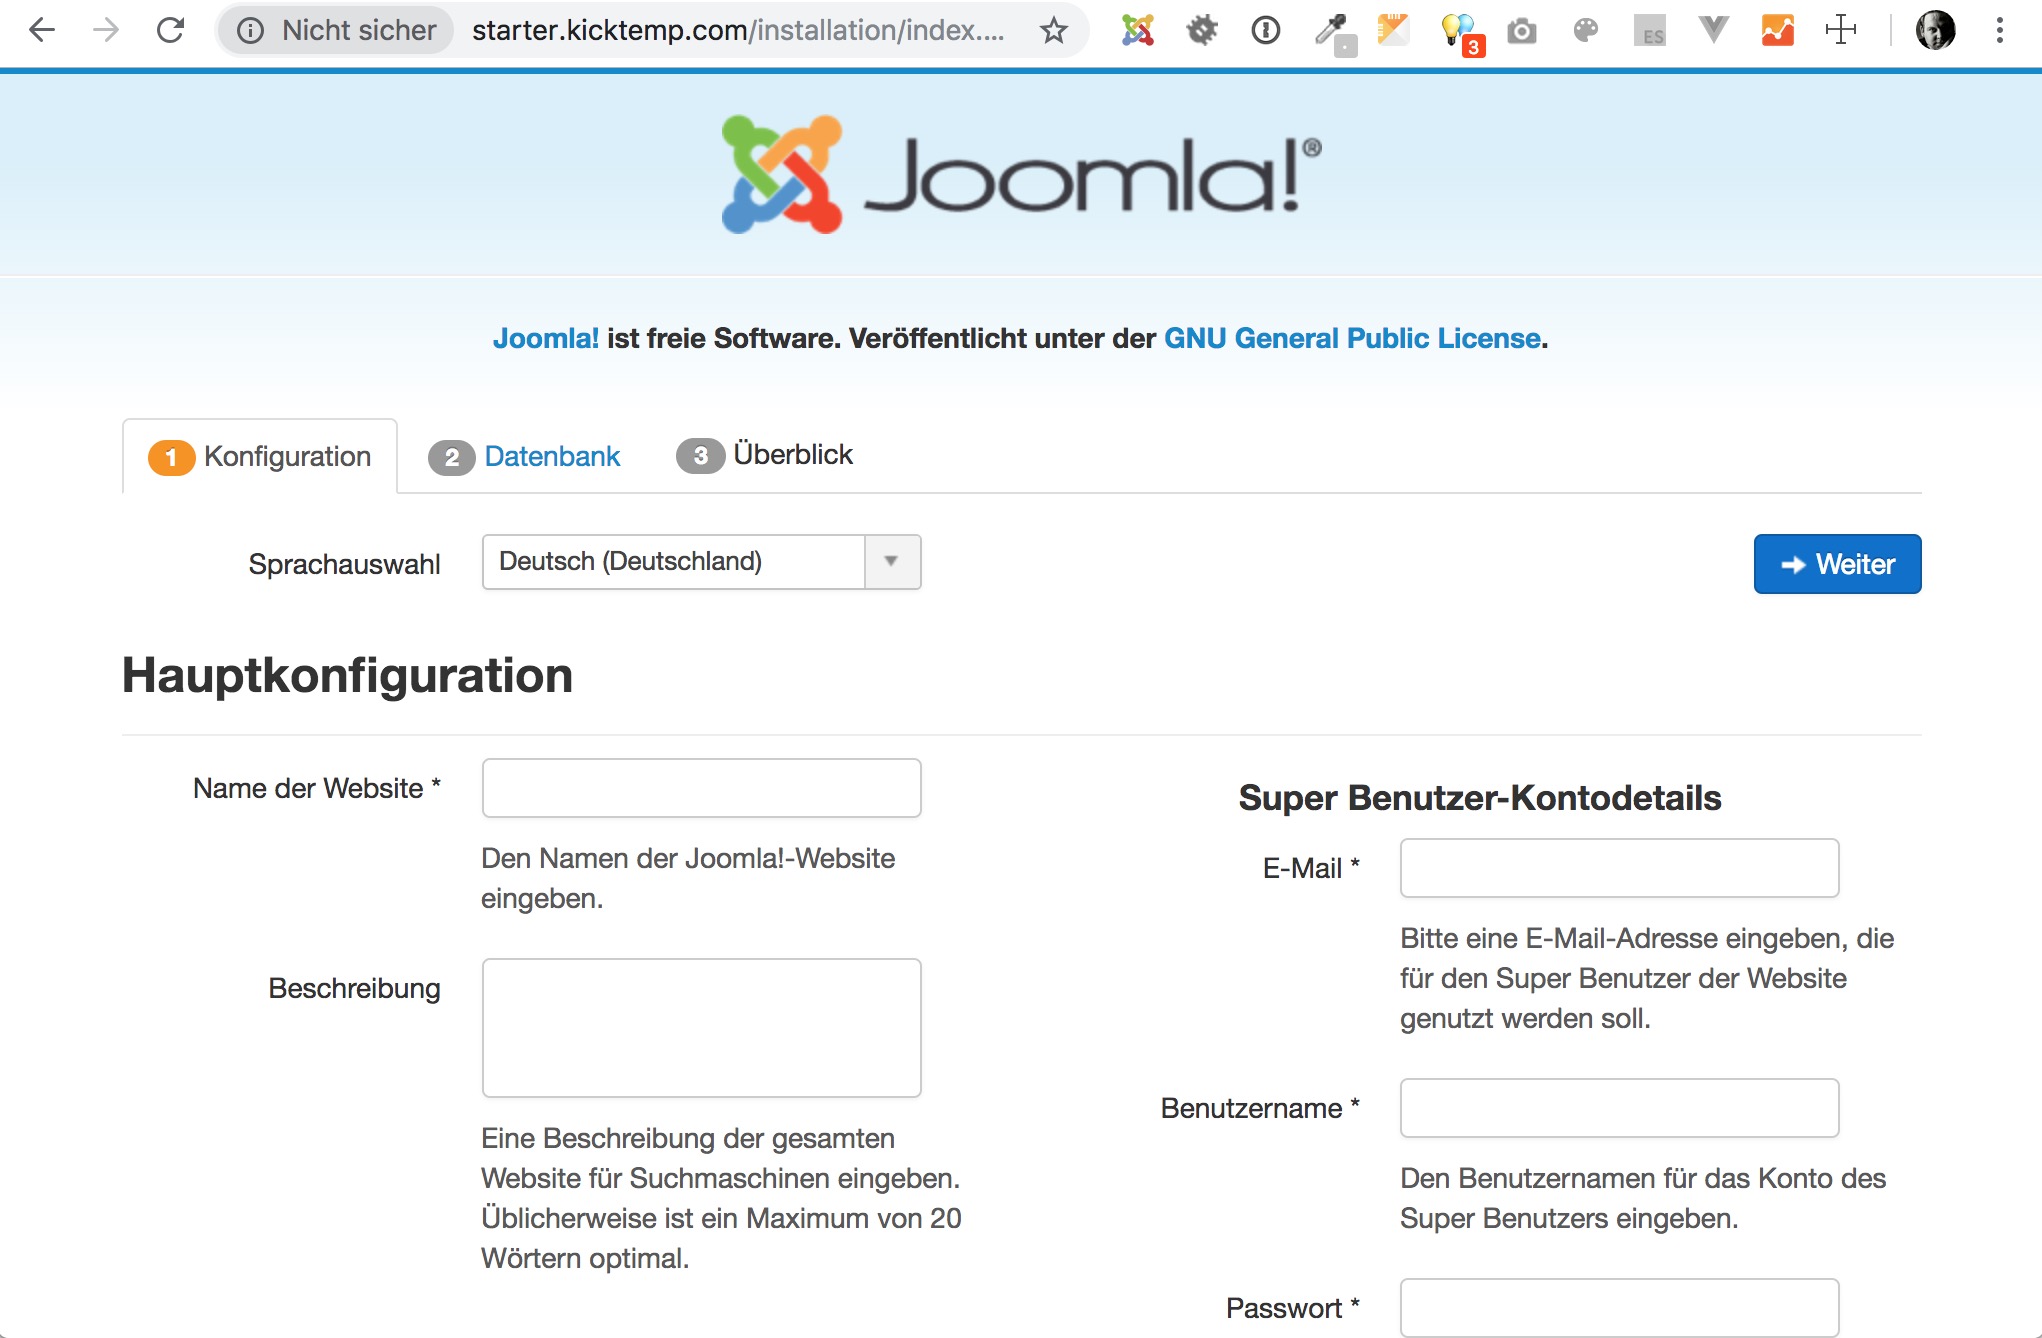 Nicht sicher starter.kicktemp.com/installation/index....
ES
3
Joomla!®
Joomla! ist freie Software. Veröffentlicht unter der GNU General Public License.
1 Konfiguration
2 Datenbank
3 Überblick
Sprachauswahl
Deutsch (Deutschland)
Weiter
Hauptkonfiguration
Name der Website *
Den Namen der Joomla!-Website
eingeben.
Beschreibung
Eine Beschreibung der gesamten
Website für Suchmaschinen eingeben.
Üblicherweise ist ein Maximum von 20
Wörtern optimal.
Super Benutzer-Kontodetails
E-Mail *
Bitte eine E-Mail-Adresse eingeben, die
für den Super Benutzer der Website
genutzt werden soll.
Benutzername *
Den Benutzernamen für das Konto des
Super Benutzers eingeben.
Passwort *